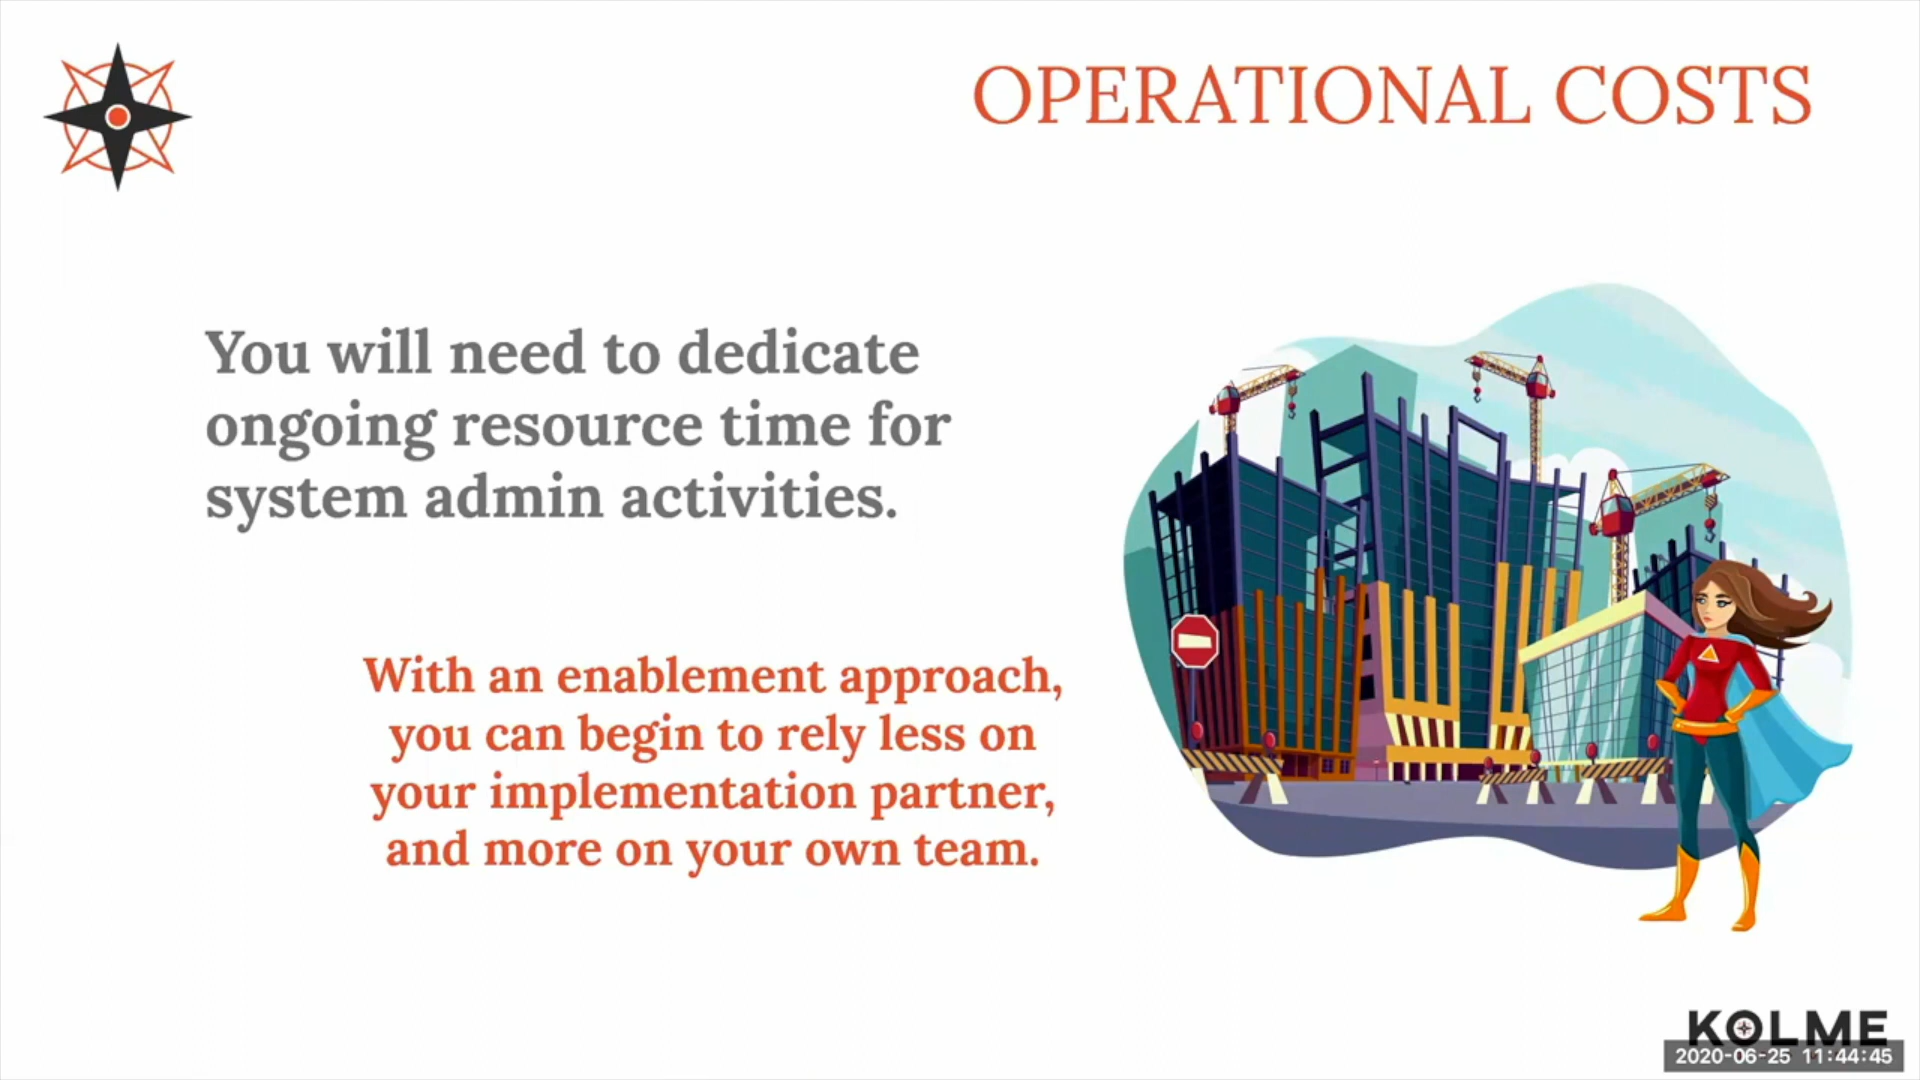 OPERATIONAL COSTS
You will need to dedicate
ongoing resource time for
system admin activities.
With an enablement approach,
you can begin to rely less on
your implementation partner,
and more on your own team.
KOLME
2020-06-25 11:44:45